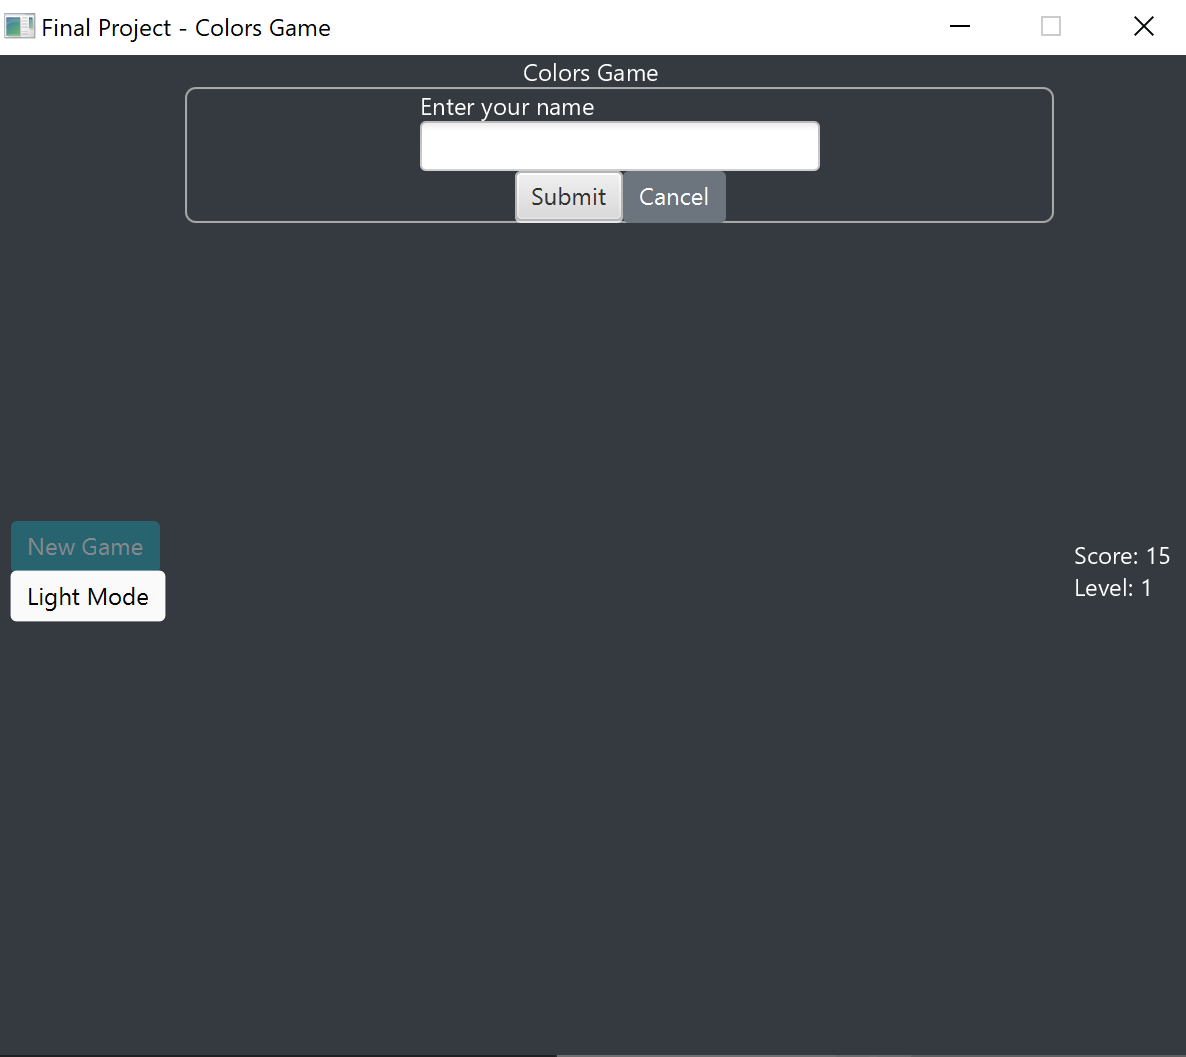 Final Project - Colors Game
Colors Game
Enter your name
Submit Cancel
New Game
Light Mode
Score: 15
Level: 1